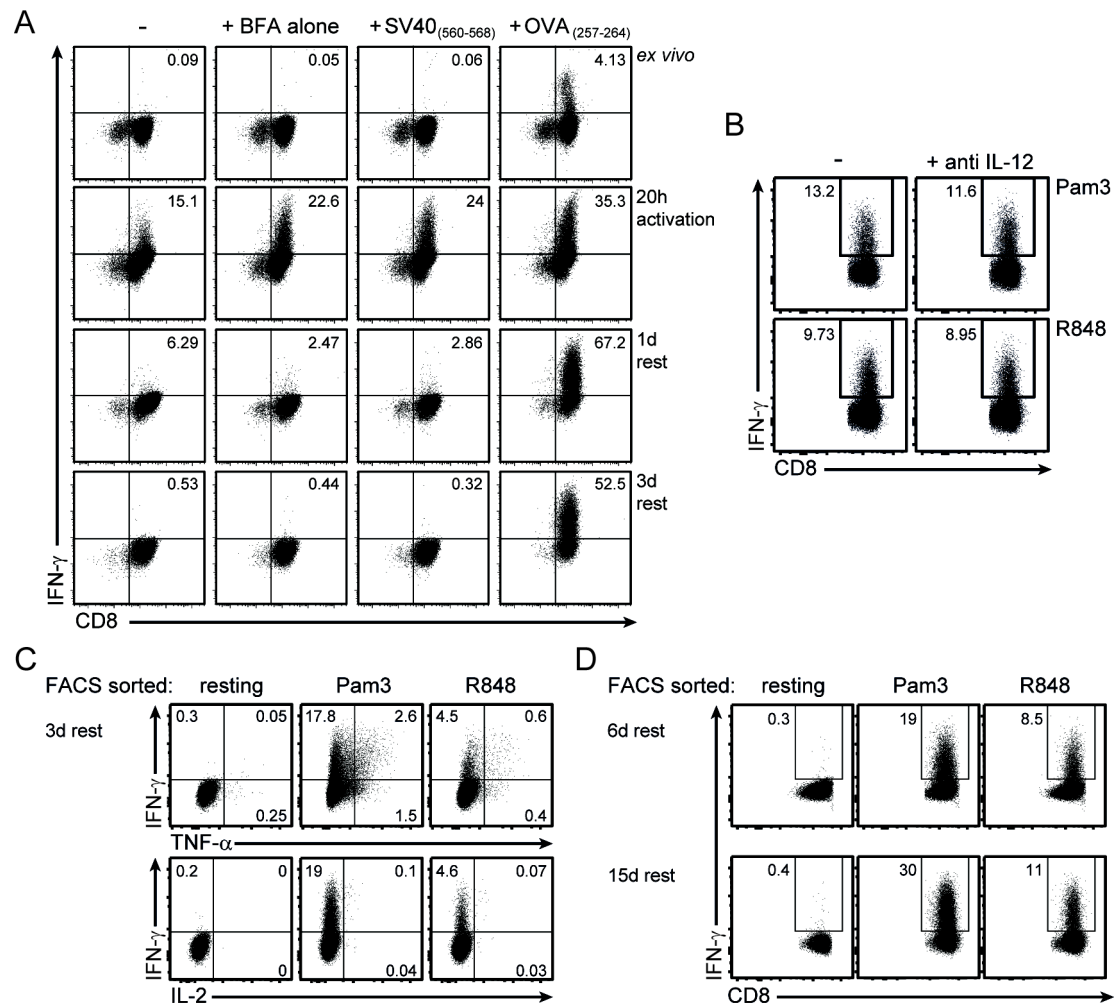 A
- + BFA alone + SV40(560-568) + OVA (257-264)
0.09 0.05 0.06 4.13 ex vivo
15.1 22.6 24 35.3 20h
activation
6.29 2.47 2.86 67.2 1d
rest
0.53 0.44 0.32 52.5 3d
rest
IFN-γ
CD8
B
- + anti IL-12
13.2 11.6 Pam3
9.73 8.95 R848
IFN-γ
CD8
C
FACS sorted: resting Pam3 R848
3d rest
0.3 0.05 17.8 2.6 4.5 0.6
0.25 1.5 0.4
IFN-γ
TNF-α
0.2 0 19 0.1 4.6 0.07
0 0.04 0.03
IFN-γ
IL-2
D
FACS sorted: resting Pam3 R848
6d rest
0.3 19 8.5
15d rest
0.4 30 11
IFN-γ
CD8